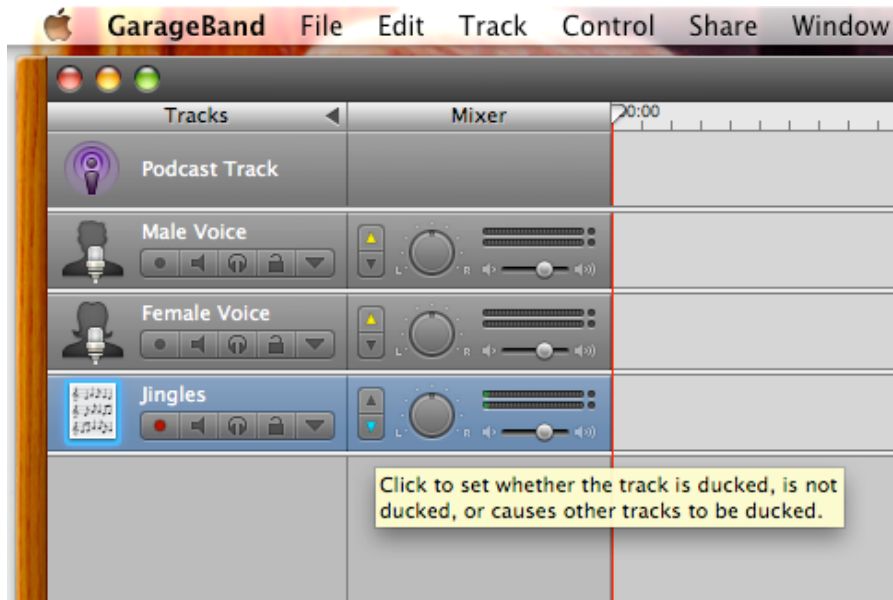 GarageBand File Edit Track Control Share Window
Tracks Mixer 00:00
Podcast Track
Male Voice
L R
Female Voice
L R
Jingles
L R
Click to set whether the track is ducked, is not
ducked, or causes other tracks to be ducked.